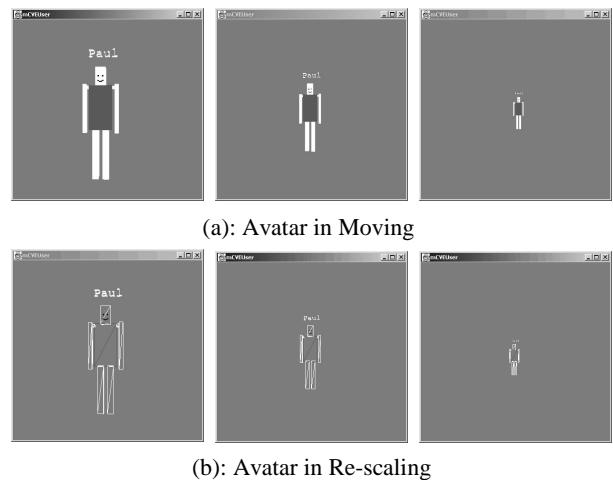 mCVEUser
mCVEUser
mCVEUser
Paul
Paul
(a): Avatar in Moving
mCVEUser
mCVEUser
mCVEUser
Paul
Paul
(b): Avatar in Re-scaling